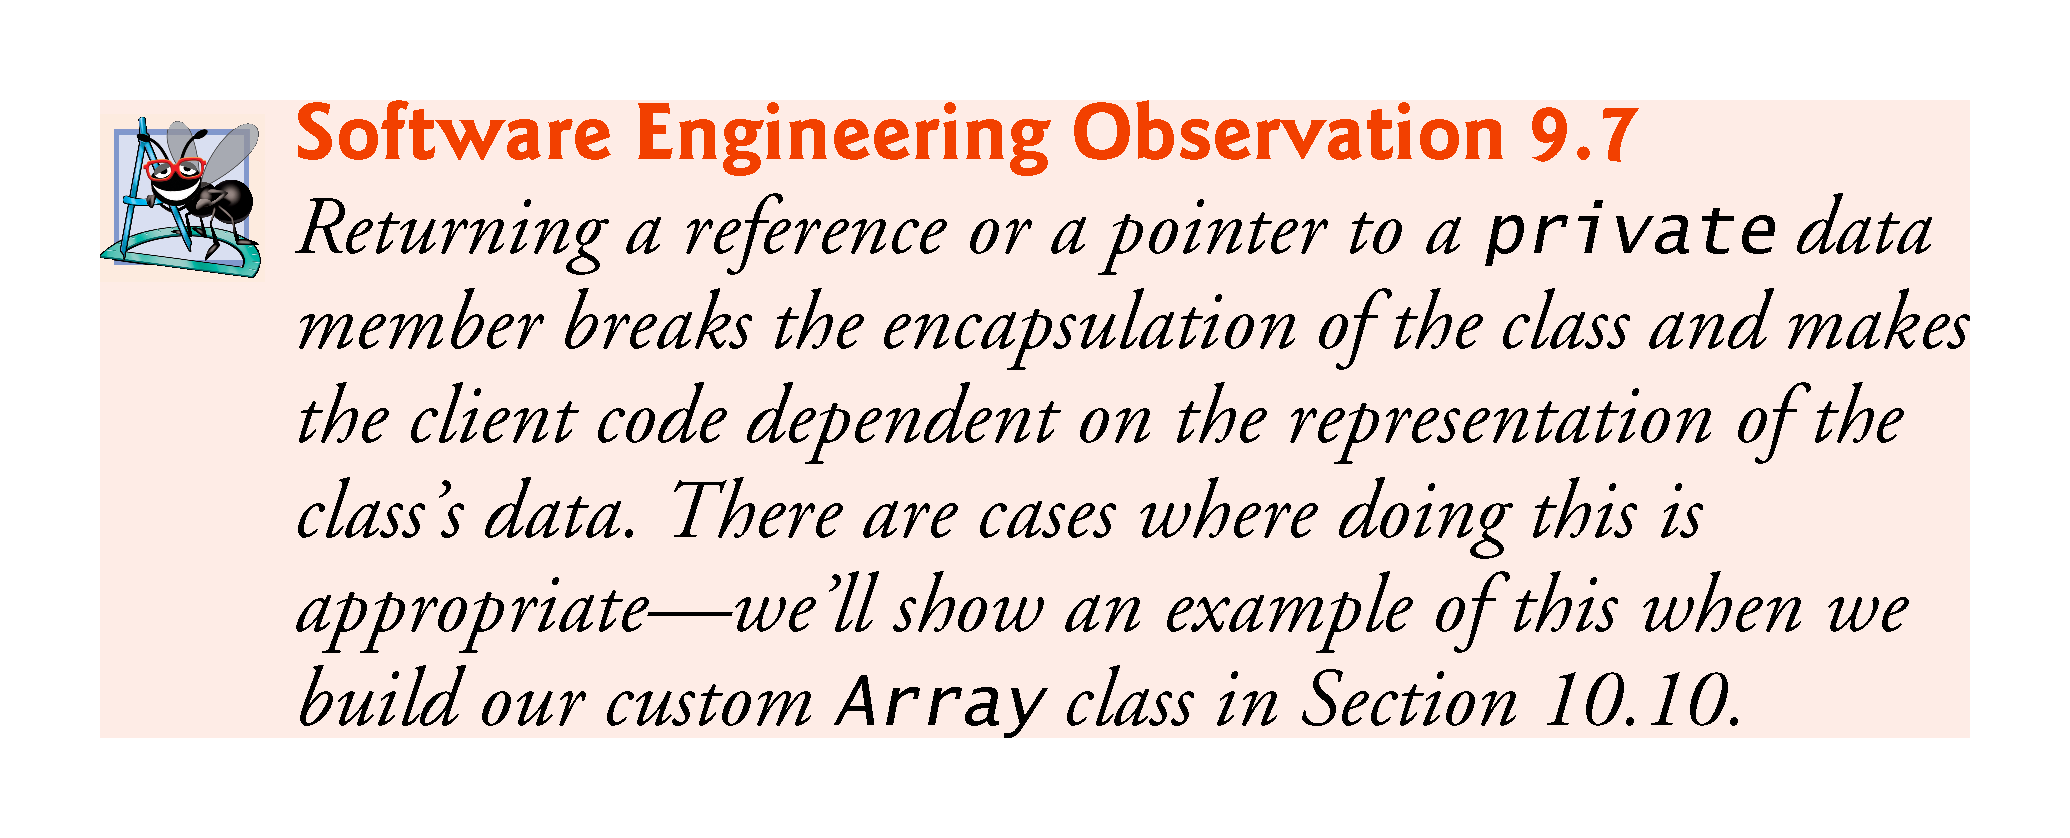 Software Engineering Observation 9.7
Returning a reference or a pointer to a private data
member breaks the encapsulation of the class and makes
the client code dependent on the representation of the
class’s data. There are cases where doing this is
appropriate—we’ll show an example of this when we
build our custom Array class in Section 10.10.